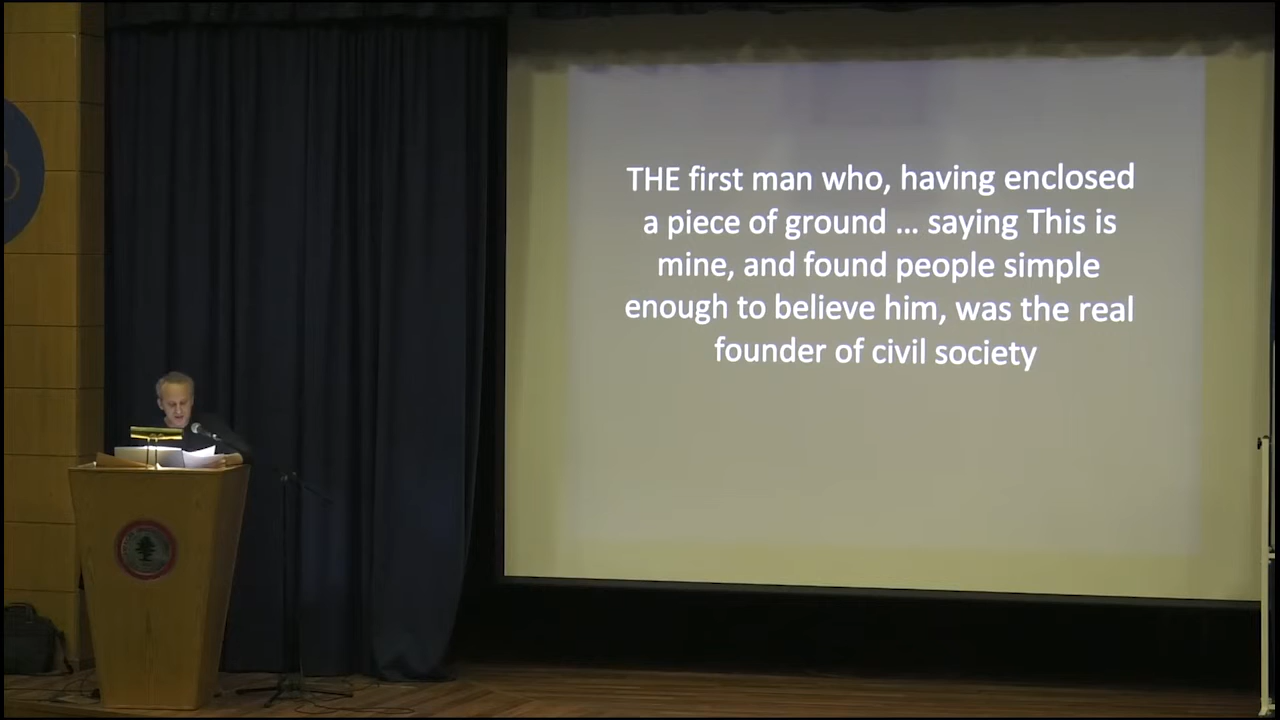 THE first man who, having enclosed
a piece of ground ... saying This is
mine, and found people simple
enough to believe him, was the real
founder of civil society